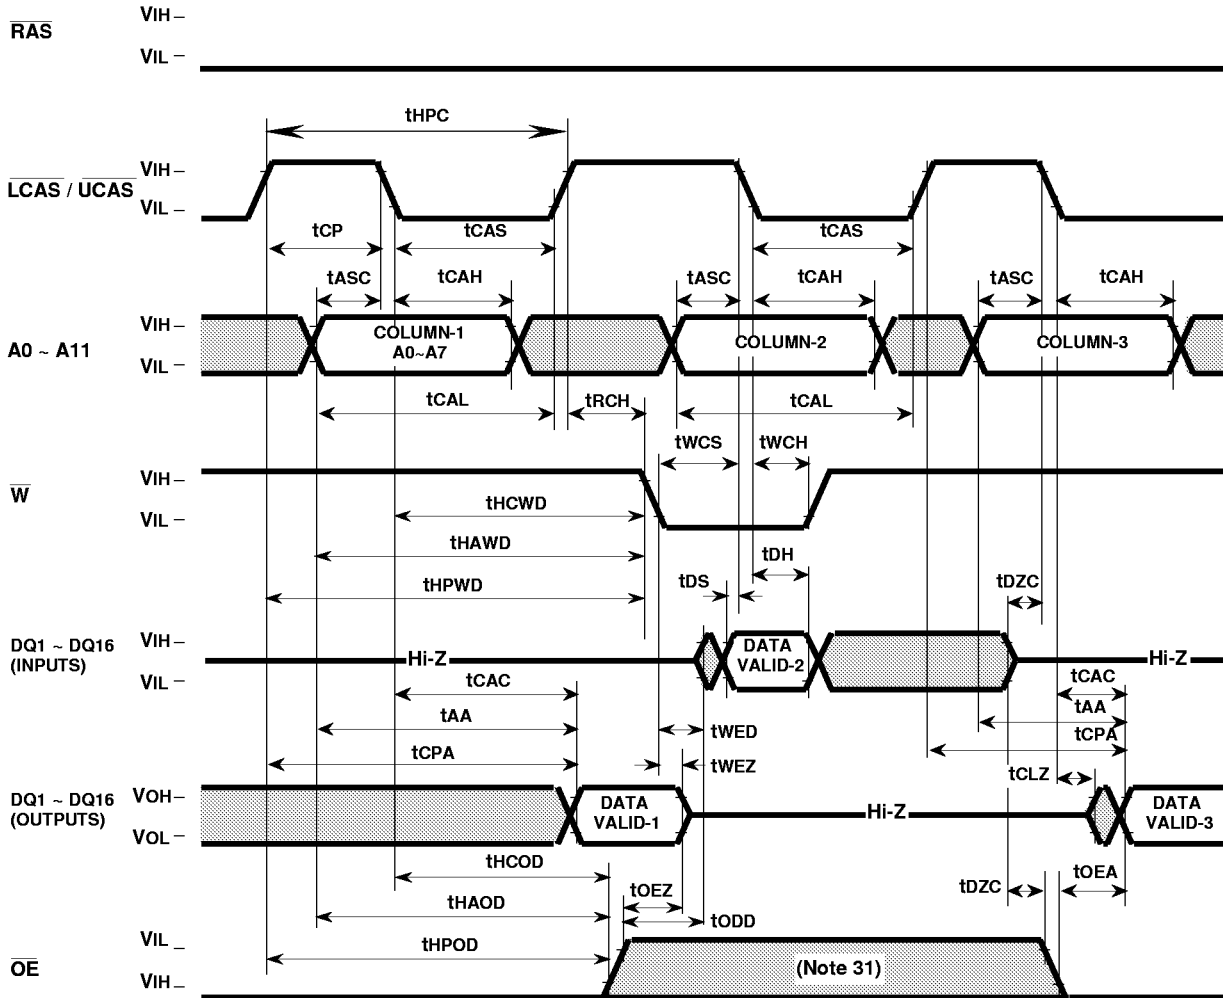 VIH
RAS
VIL
tHPC
VIH
LCAS / UCAS
VIL
tCP
tCAS
tCAS
tASC
tCAH
tASC
tCAH
tASC
tCAH
VIH
A0 ~ A11
VIL
COLUMN-1
A0~A7
COLUMN-2
COLUMN-3
tCAL
tRCH
tCAL
tWCS
tWCH
VIH
W
VIL
tHCWD
tHAWD
tDH
tHPWD
tDS
tDZC
DQ1 ~ DQ16
(INPUTS)
VIH
VIL
Hi-Z
DATA
VALID-2
Hi-Z
tCAC
tCAC
tAA
tWED
tAA
tCPA
tWEZ
tCPA
tCLZ
DQ1 ~ DQ16
(OUTPUTS)
VOH
VOL
DATA
VALID-1
Hi-Z
DATA
VALID-3
tHCOD
tOEZ
tDZC
tOEA
tHAOD
tODD
tHPOD
VIL
OE
VIH
(Note 31)